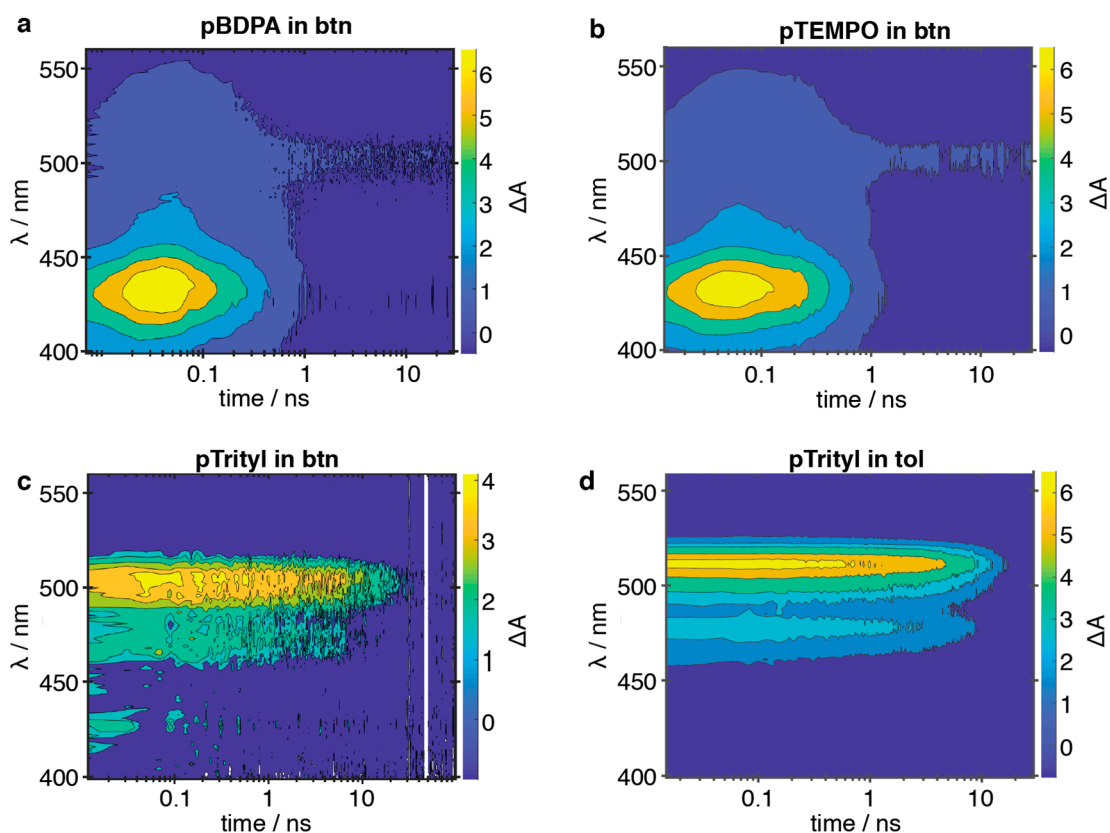 a
pBDPA in btn
550
500
450
400
λ / nm
0.1
1
10
time / ns
6
5
4
3
2
1
0
ΔA
b
pTEMPO in btn
550
500
450
400
λ / nm
0.1
1
10
time / ns
6
5
4
3
2
1
0
ΔA
c
pTrityl in btn
550
500
450
400
λ / nm
0.1
1
10
time / ns
4
3
2
1
0
ΔA
d
pTrityl in tol
550
500
450
400
λ / nm
0.1
1
10
time / ns
6
5
4
3
2
1
0
ΔA